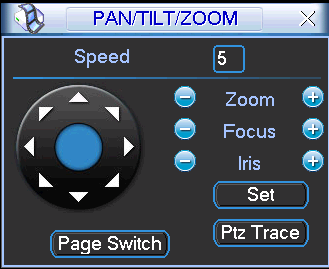 PAN/TILT/ZOOM
Speed 5
Zoom
Focus
Iris
Set
Page Switch
Ptz Trace